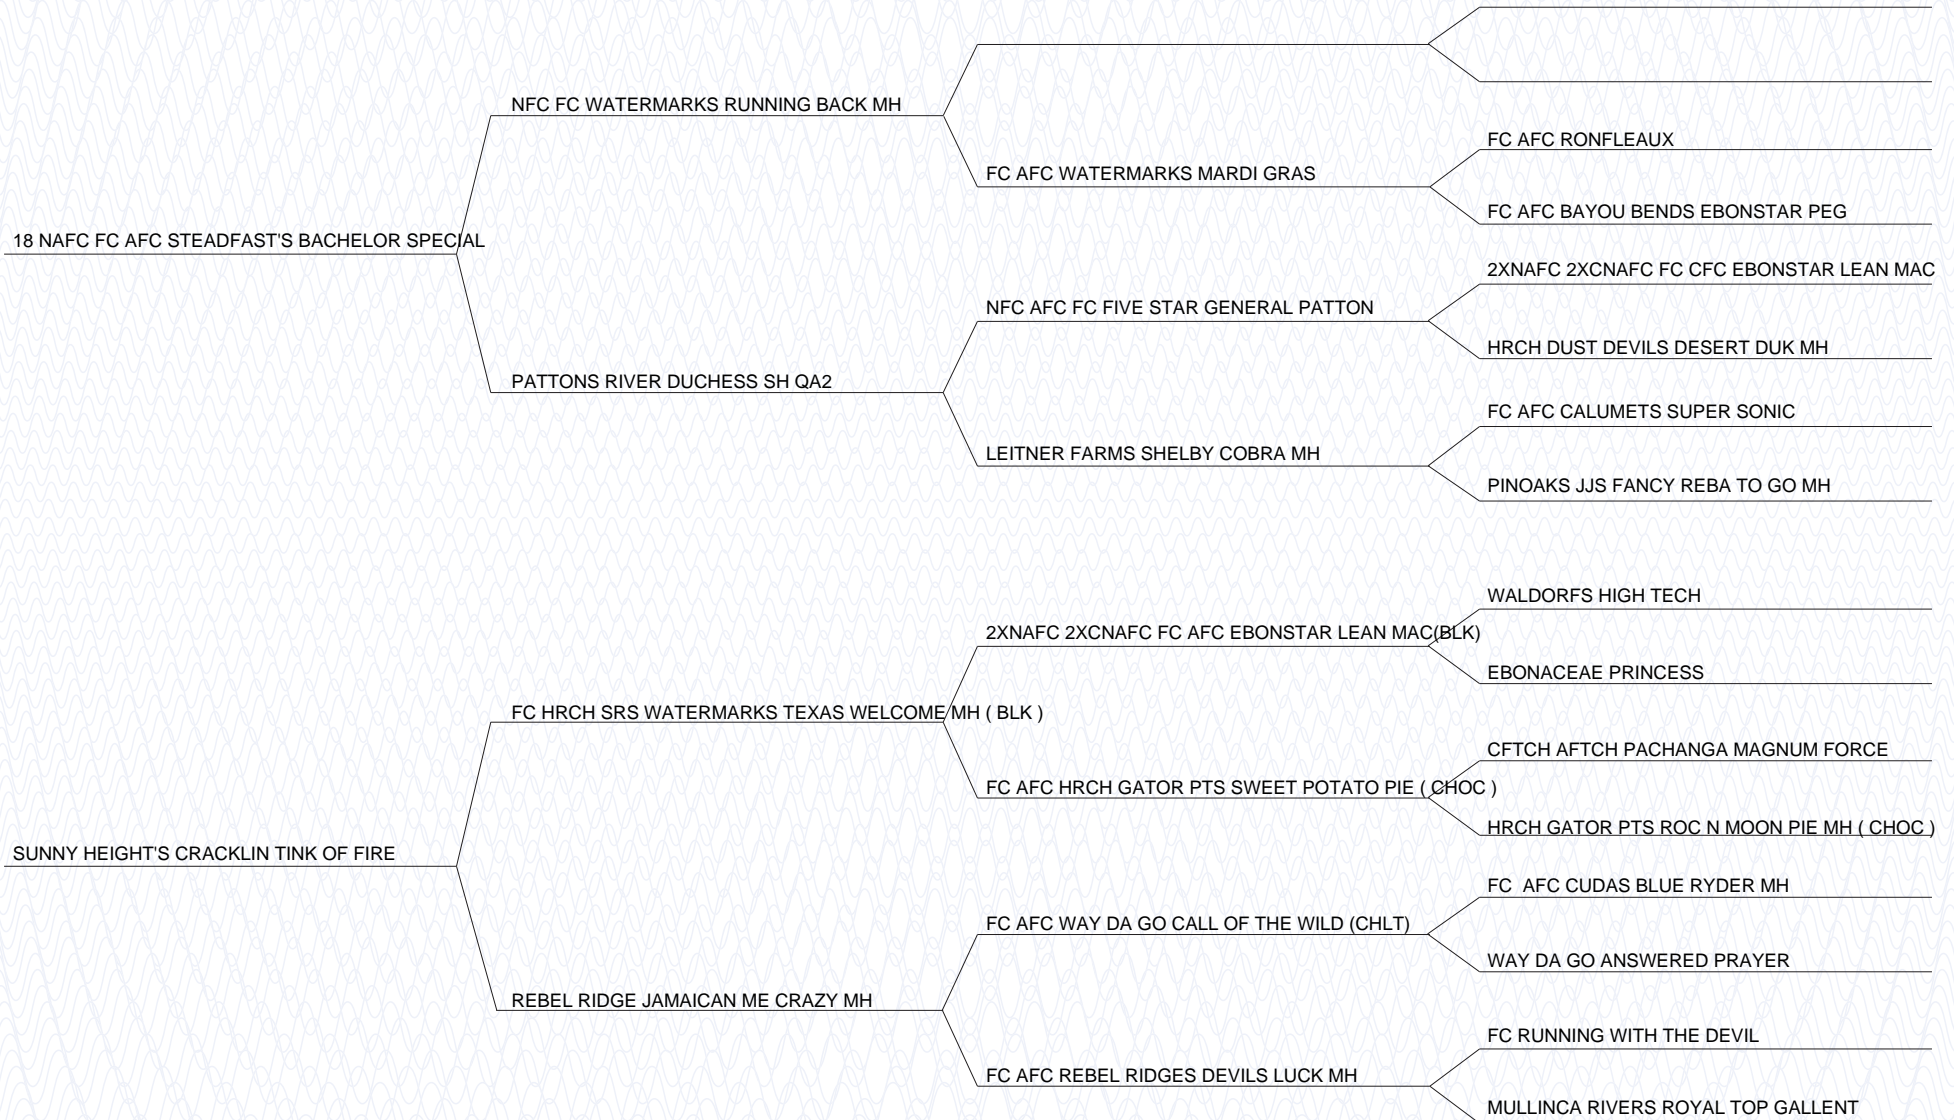 NFC FC WATERMARKS RUNNING BACK MH
FC AFC RONFLEAUX
FC AFC WATERMARKS MARDI GRAS
FC AFC BAYOU BENDS EBONSTAR PEG
18 NAFC FC AFC STEADFAST'S BACHELOR SPECIAL
2XNAFC 2XCNAFC FC CFC EBONSTAR LEAN MAC
NFC AFC FC FIVE STAR GENERAL PATTON
HRCH DUST DEVILS DESERT DUK MH
PATTONS RIVER DUCHESS SH QA2
FC AFC CALUMETS SUPER SONIC
LEITNER FARMS SHELBY COBRA MH
PINOAKS JJS FANCY REBA TO GO MH
WALDORFS HIGH TECH
2XNAFC 2XCNAFC FC AFC EBONSTAR LEAN MAC(BLK)
EBONACEAE PRINCESS
FC HRCH SRS WATERMARKS TEXAS WELCOME MH ( BLK )
CFTCH AFTCH PACHANGA MAGNUM FORCE
FC AFC HRCH GATOR PTS SWEET POTATO PIE ( CHOC )
HRCH GATOR PTS ROC N MOON PIE MH ( CHOC )
SUNNY HEIGHT'S CRACKLIN TINK OF FIRE
FC  AFC CUDAS BLUE RYDER MH
FC AFC WAY DA GO CALL OF THE WILD (CHLT)
WAY DA GO ANSWERED PRAYER
REBEL RIDGE JAMAICAN ME CRAZY MH
FC RUNNING WITH THE DEVIL
FC AFC REBEL RIDGES DEVILS LUCK MH
MULLINCA RIVERS ROYAL TOP GALLENT